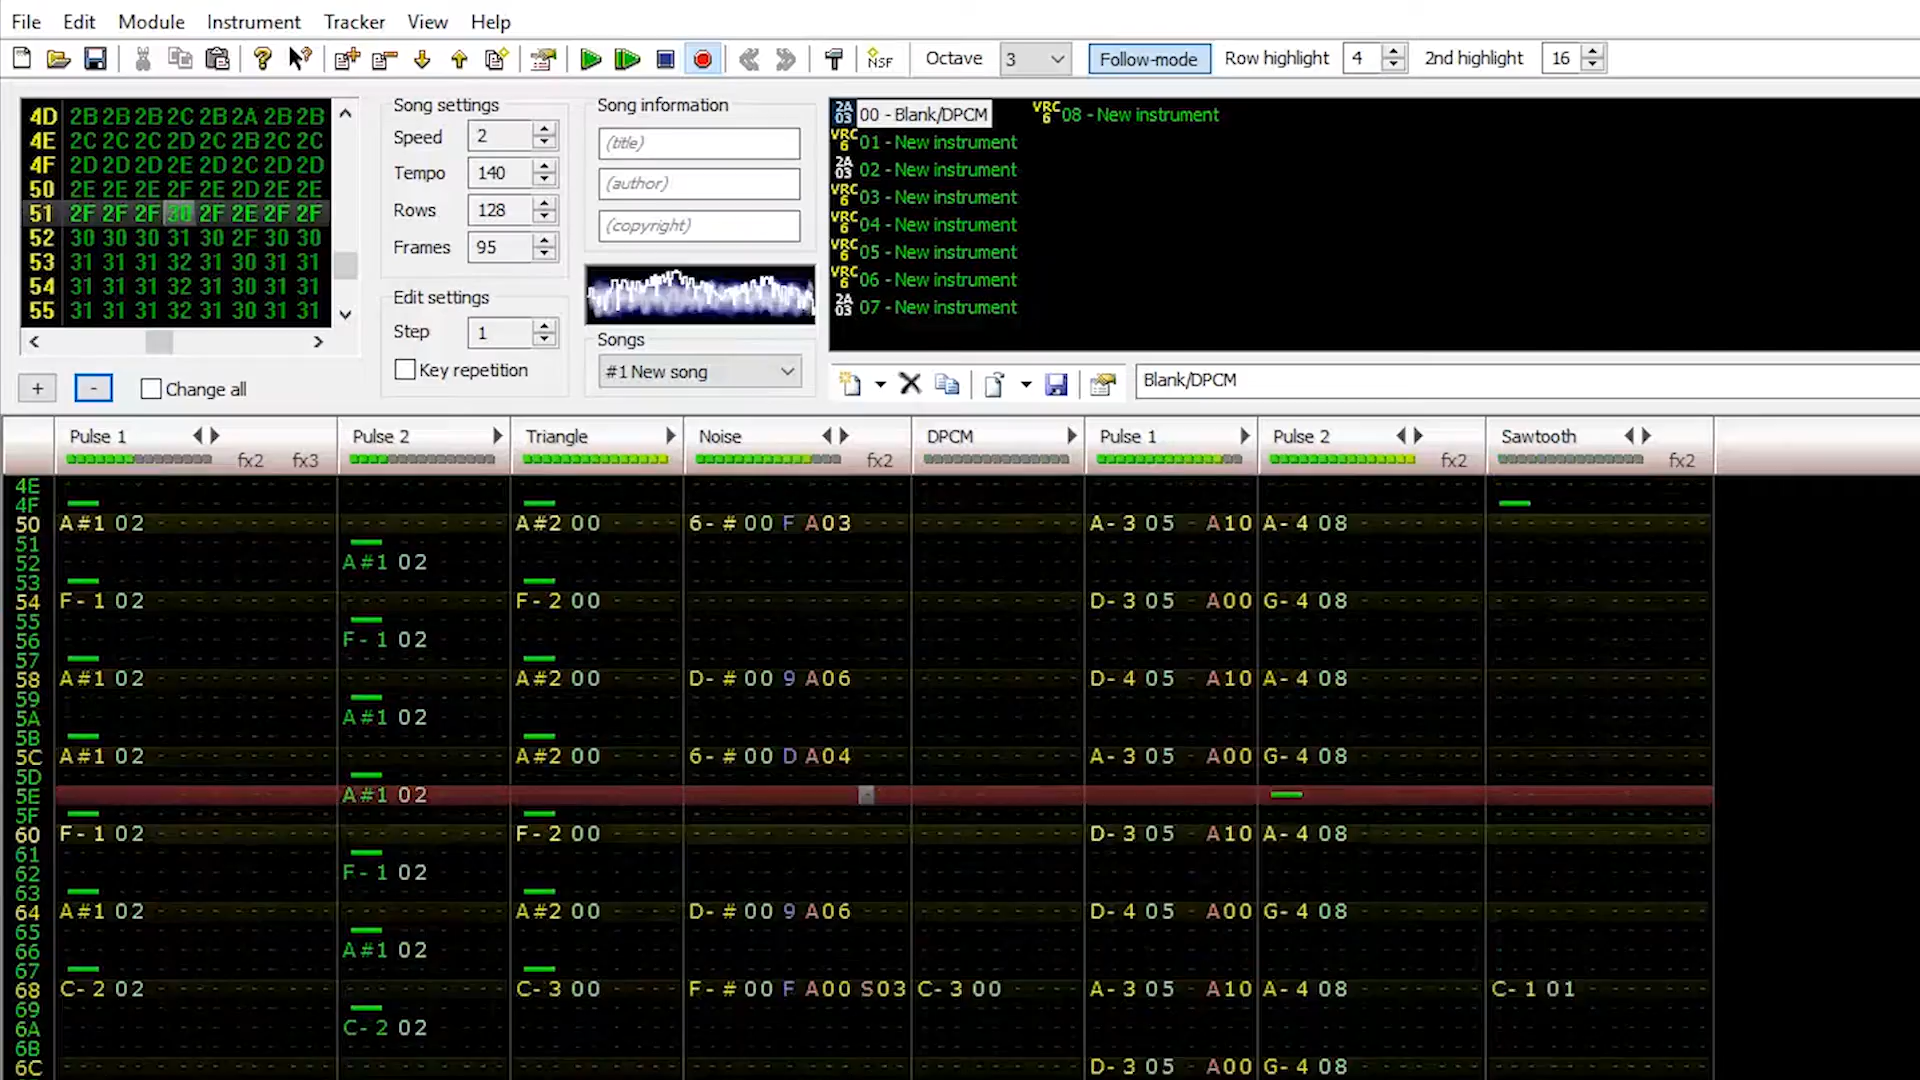 File Edit Module Instrument Tracker View Help
NSF Octave 3 Follow-mode Row highlight 4 2nd highlight 16
4D 2B 2B 2B 2C 2B 2A 2B 2B
4E 2C 2C 2C 2D 2C 2B 2C 2C
4F 2D 2D 2D 2E 2D 2C 2D 2D
50 2E 2E 2E 2F 2E 2D 2E 2E
51 2F 2F 2F 30 2F 2E 2F 2F
52 30 30 30 31 30 2F 30 30
53 31 31 31 32 31 30 31 31
54 31 31 31 32 31 30 31 31
55 31 31 31 32 31 30 31 31
+ - Change all
Song settings
Speed 2
Tempo 140
Rows 128
Frames 95
Edit settings
Step 1
Key repetition
Song information
(title)
(author)
(copyright)
Songs
#1 New song
2A03 00 - Blank/DPCM VRC6 08 - New instrument
VRC6 01 - New instrument
2A03 02 - New instrument
VRC6 03 - New instrument
VRC6 04 - New instrument
VRC6 05 - New instrument
VRC6 06 - New instrument
2A03 07 - New instrument
Blank/DPCM
Pulse 1 Pulse 2 Triangle Noise DPCM Pulse 1 Pulse 2 Sawtooth
fx2 fx3 fx2 fx2 fx2
4E
4F
50 A#1 02 A#2 00 6-# 00 F A03 A-3 05 A10 A-4 08
51
52 A#1 02
53
54 F-1 02 F-2 00 D-3 05 A00 G-4 08
55
56 F-1 02
57
58 A#1 02 A#2 00 D-# 00 9 A06 D-4 05 A10 A-4 08
59
5A A#1 02
5B
5C A#1 02 A#2 00 6-# 00 D A04 A-3 05 A00 G-4 08
5D
5E A#1 02
5F
60 F-1 02 F-2 00 D-3 05 A10 A-4 08
61
62 F-1 02
63
64 A#1 02 A#2 00 D-# 00 9 A06 D-4 05 A00 G-4 08
65
66 A#1 02
67
68 C-2 02 C-3 00 F-# 00 F A00 S03 C-3 00 A-3 05 A10 A-4 08 C-1 01
69
6A C-2 02
6B
6C D-3 05 A00 G-4 08